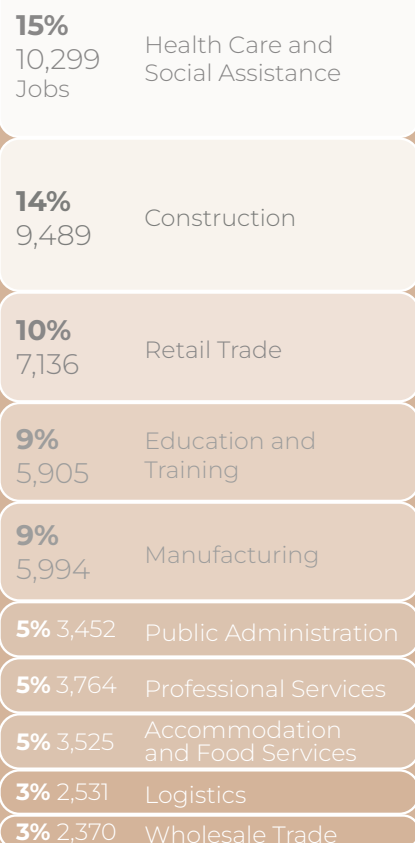 15%
10,299
Jobs
Health Care and
Social Assistance
14%
9,489
Construction
10%
7,136
Retail Trade
9%
5,905
Education and
Training
9%
5,994
Manufacturing
5% 3,452 Public Administration
5% 3,764 Professional Services
5% 3,525 Accommodation
and Food Services
3% 2,531 Logistics
3% 2,370 Wholesale Trade